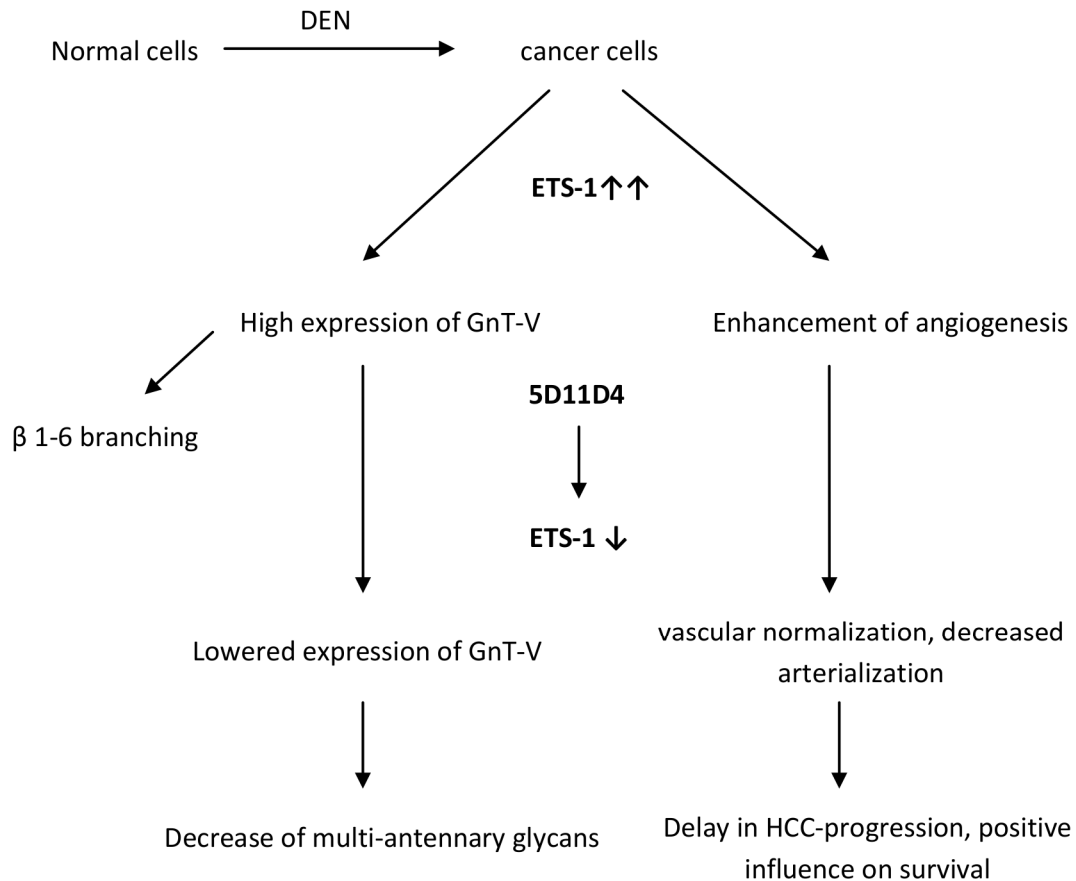 DEN
Normal cells
cancer cells
ETS-1↑↑
High expression of GnT-V
Enhancement of angiogenesis
5D11D4
β 1-6 branching
ETS-1 ↓
Lowered expression of GnT-V
vascular normalization, decreased
arterialization
Decrease of multi-antennary glycans
Delay in HCC-progression, positive
influence on survival